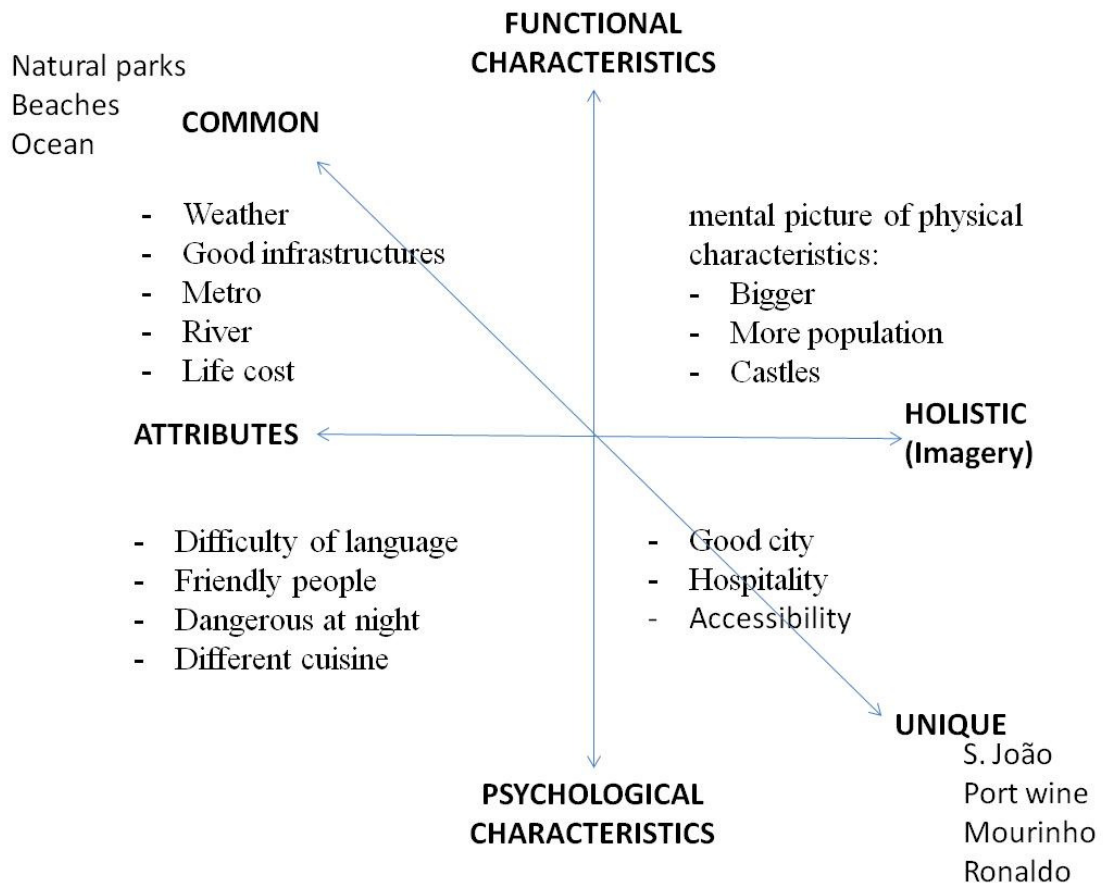 FUNCTIONAL
CHARACTERISTICS
Natural parks
Beaches
Ocean
COMMON
- Weather
- Good infrastructures
- Metro
- River
- Life cost
mental picture of physical
characteristics:
- Bigger
- More population
- Castles
ATTRIBUTES
HOLISTIC
(Imagery)
- Difficulty of language
- Friendly people
- Dangerous at night
- Different cuisine
- Good city
- Hospitality
- Accessibility
UNIQUE
S. João
Port wine
Mourinho
Ronaldo
PSYCHOLOGICAL
CHARACTERISTICS